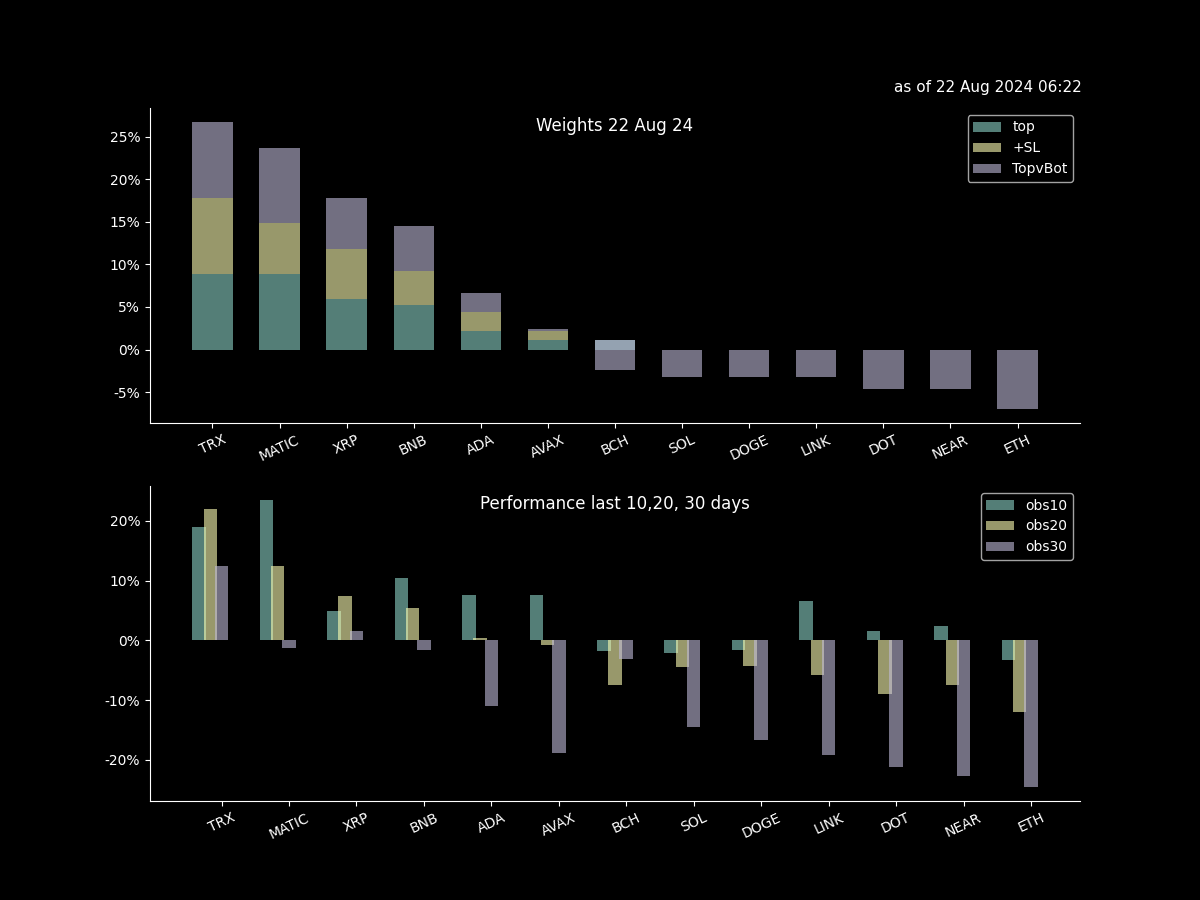 as of 22 Aug 2024 06:22
Weights 22 Aug 24
top
+SL
TopvBot
25%
20%
15%
10%
5%
0%
-5%
TRX MATIC XRP BNB ADA AVAX BCH SOL DOGE LINK DOT NEAR ETH
Performance last 10,20, 30 days
obs10
obs20
obs30
20%
10%
0%
-10%
-20%
TRX MATIC XRP BNB ADA AVAX BCH SOL DOGE LINK DOT NEAR ETH